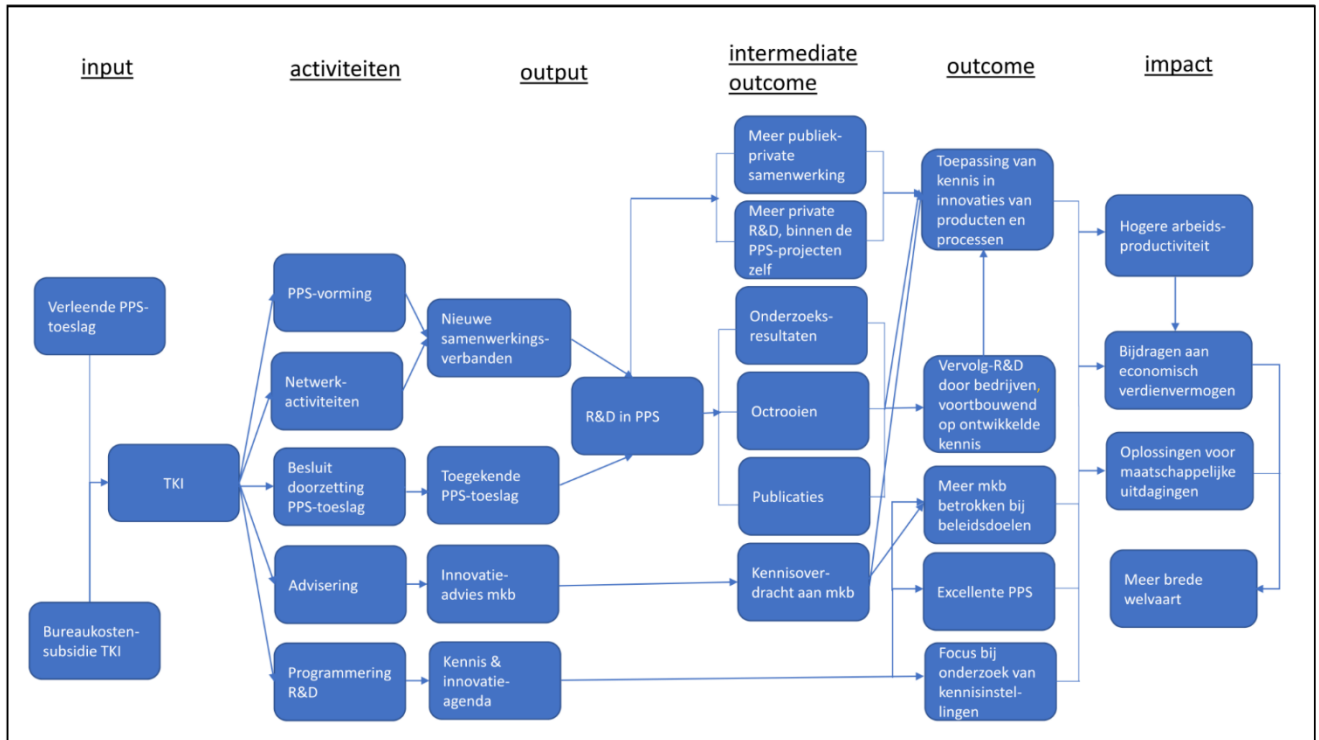 input
activiteiten
output
intermediate
outcome
outcome
impact
Verleende PPS-
toeslag
Bureaukosten-
subsidie TKI
TKI
PPS-vorming
Netwerk-
activiteiten
Besluit
doorzetting
PPS-toeslag
Advisering
Programmering
R&D
Nieuwe
samenwerkings-
verbanden
Toegekende
PPS-toeslag
Innovatie-
advies mkb
Kennis &
innovatie-
agenda
R&D in PPS
Meer publiek-
private
samenwerking
Meer private
R&D, binnen de
PPS-projecten
zelf
Onderzoeks-
resultaten
Octrooien
Publicaties
Kennisover-
dracht aan mkb
Toepassing van
kennis in
innovaties van
producten en
processen
Vervolg-R&D
door bedrijven,
voortbouwend
op ontwikkelde
kennis
Meer mkb
betrokken bij
beleidsdoelen
Excellente PPS
Focus bij
onderzoek van
kennisinstel-
lingen
Hogere arbeids-
productiviteit
Bijdragen aan
economisch
verdienvermogen
Oplossingen voor
maatschappelijke
uitdagingen
Meer brede
welvaart